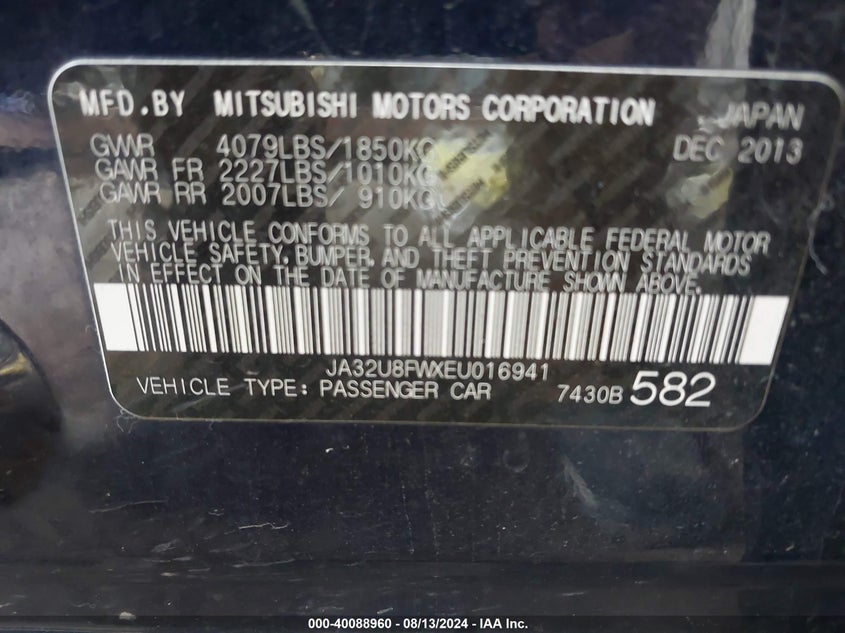 MFD.BY MITSUBISHI MOTORS CORPORATION JAPAN
GVWR 4079LBS/1850KG DEC 2013
GAWR FR 2227LBS/1010KG
GAWR RR 2007LBS/ 910KG
THIS VEHICLE CONFORMS TO ALL APPLICABLE FEDERAL MOTOR
VEHICLE SAFETY, BUMPER, AND THEFT PREVENTION STANDARDS
IN EFFECT ON THE DATE OF MANUFACTURE SHOWN ABOVE.
JA32U8FWXEU016941
VEHICLE TYPE: PASSENGER CAR 7430B 582
000-40088960 - 08/13/2024 - IAAI Inc.